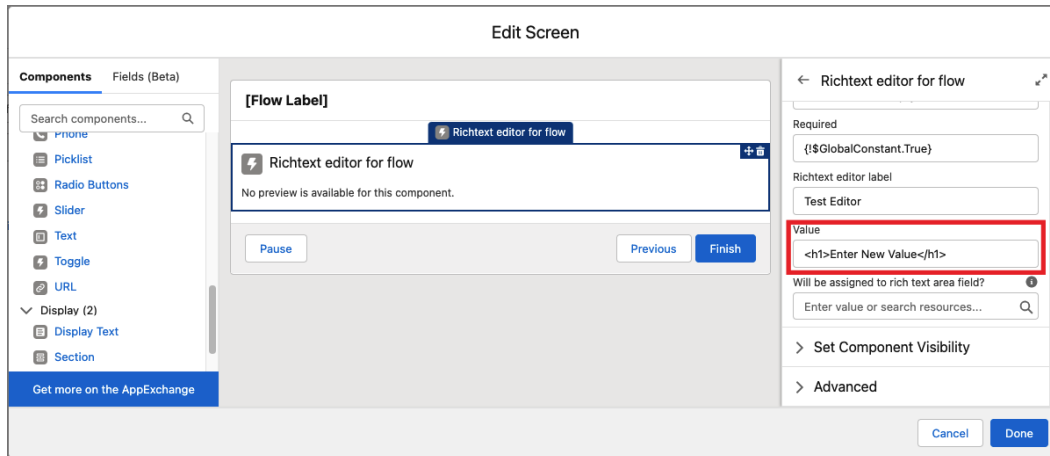 Edit Screen
Components Fields (Beta)
Search components...
Phone
Picklist
Radio Buttons
Slider
Text
Toggle
URL
Display (2)
Display Text
Section
Get more on the AppExchange
[Flow Label]
Richtext editor for flow
Richtext editor for flow
No preview is available for this component.
Pause Previous Finish
Richtext editor for flow
Required
{!$GlobalConstant.True}
Richtext editor label
Test Editor
Value
<h1>Enter New Value</h1>
Will be assigned to rich text area field?
Enter value or search resources...
Set Component Visibility
Advanced
Cancel Done